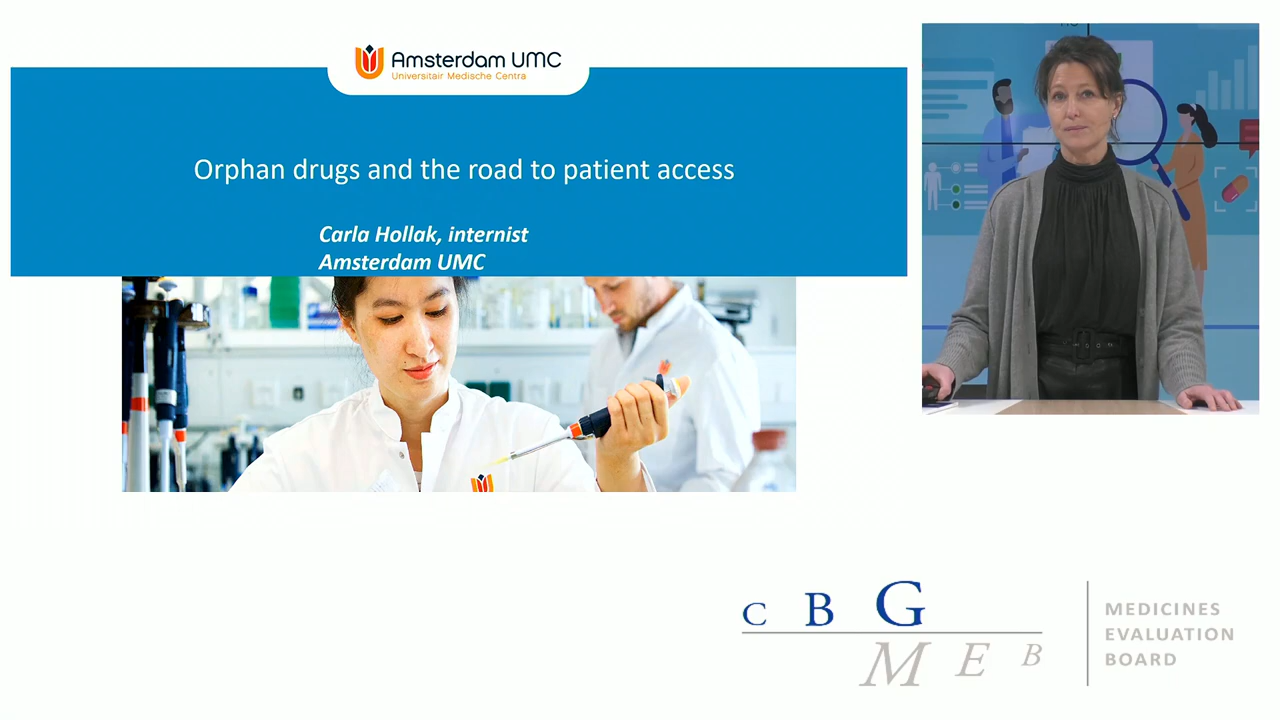 Amsterdam UMC
Universitair Medische Centra
Orphan drugs and the road to patient access
Carla Hollak, internist
Amsterdam UMC
C B G
M E B
MEDICINES
EVALUATION
BOARD